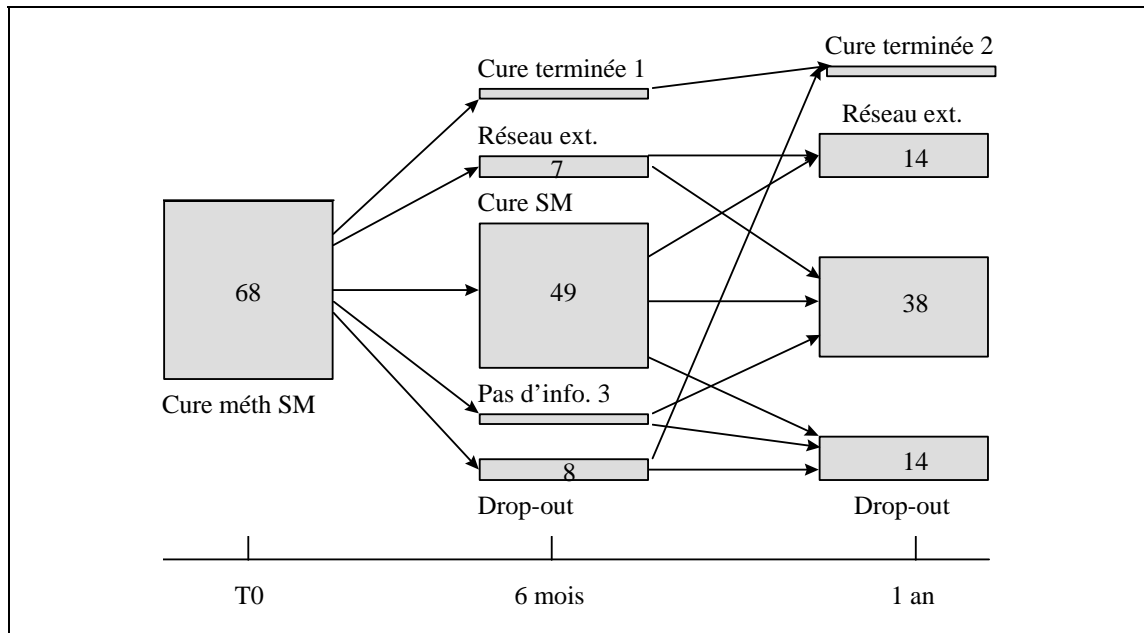 Cure terminée 1
Cure terminée 2
Réseau ext.
7
Réseau ext.
14
Cure SM
68
49
38
Cure méth SM
Pas d'info. 3
8
14
Drop-out
Drop-out
T0
6 mois
1 an